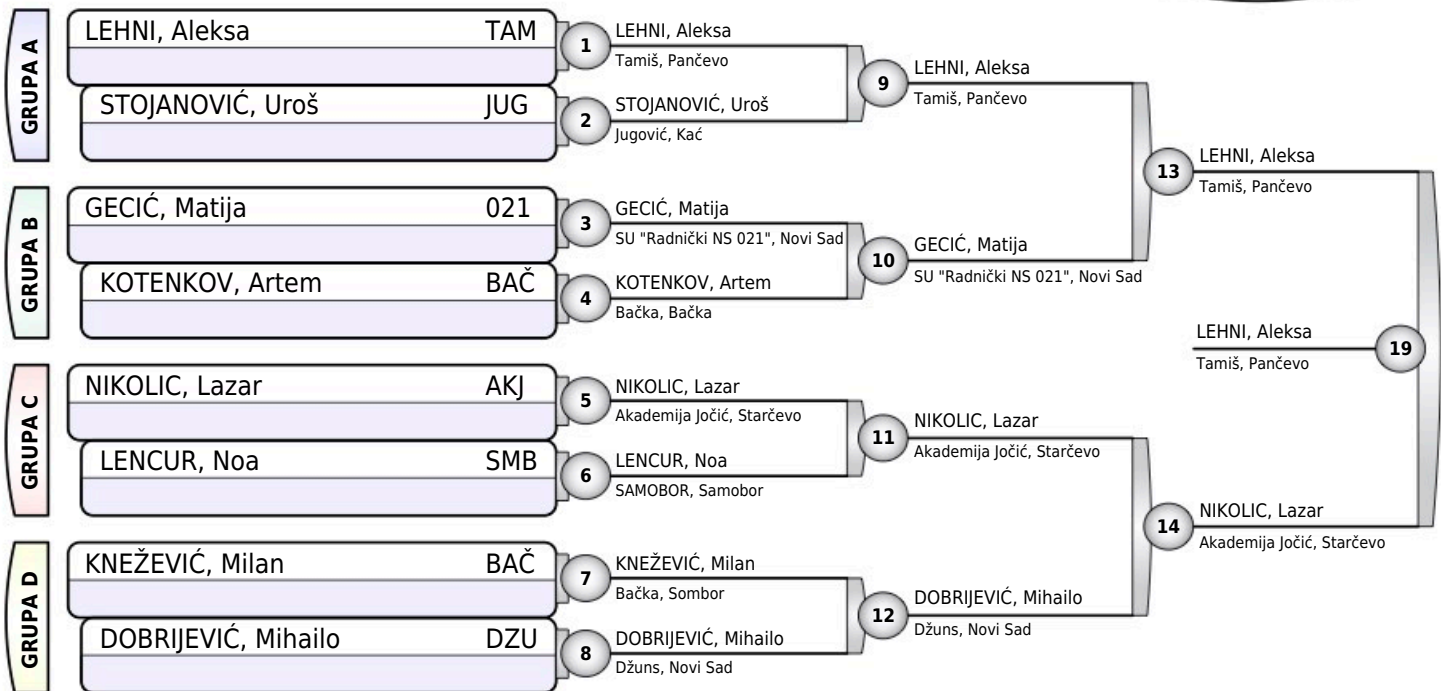 GRUPA A
LEHNI, Aleksa TAM
STOJANOVIĆ, Uroš JUG
GRUPA B
GECIĆ, Matija 021
KOTENKOV, Artem BAČ
GRUPA C
NIKOLIC, Lazar AKJ
LENCUR, Noa SMB
GRUPA D
KNEŽEVIĆ, Milan BAČ
DOBRIJEVIĆ, Mihailo DZU
1
LEHNI, Aleksa
Tamiš, Pančevo
2
STOJANOVIĆ, Uroš
Jugović, Kać
3
GECIĆ, Matija
SU "Radnički NS 021", Novi Sad
4
KOTENKOV, Artem
Bačka, Bačka
5
NIKOLIC, Lazar
Akademija Jočić, Starčevo
6
LENCUR, Noa
SAMOBOR, Samobor
7
KNEŽEVIĆ, Milan
Bačka, Sombor
8
DOBRIJEVIĆ, Mihailo
Džuns, Novi Sad
9
LEHNI, Aleksa
Tamiš, Pančevo
10
GECIĆ, Matija
SU "Radnički NS 021", Novi Sad
11
NIKOLIC, Lazar
Akademija Jočić, Starčevo
12
DOBRIJEVIĆ, Mihailo
Džuns, Novi Sad
13
LEHNI, Aleksa
Tamiš, Pančevo
14
NIKOLIC, Lazar
Akademija Jočić, Starčevo
LEHNI, Aleksa
19
Tamiš, Pančevo